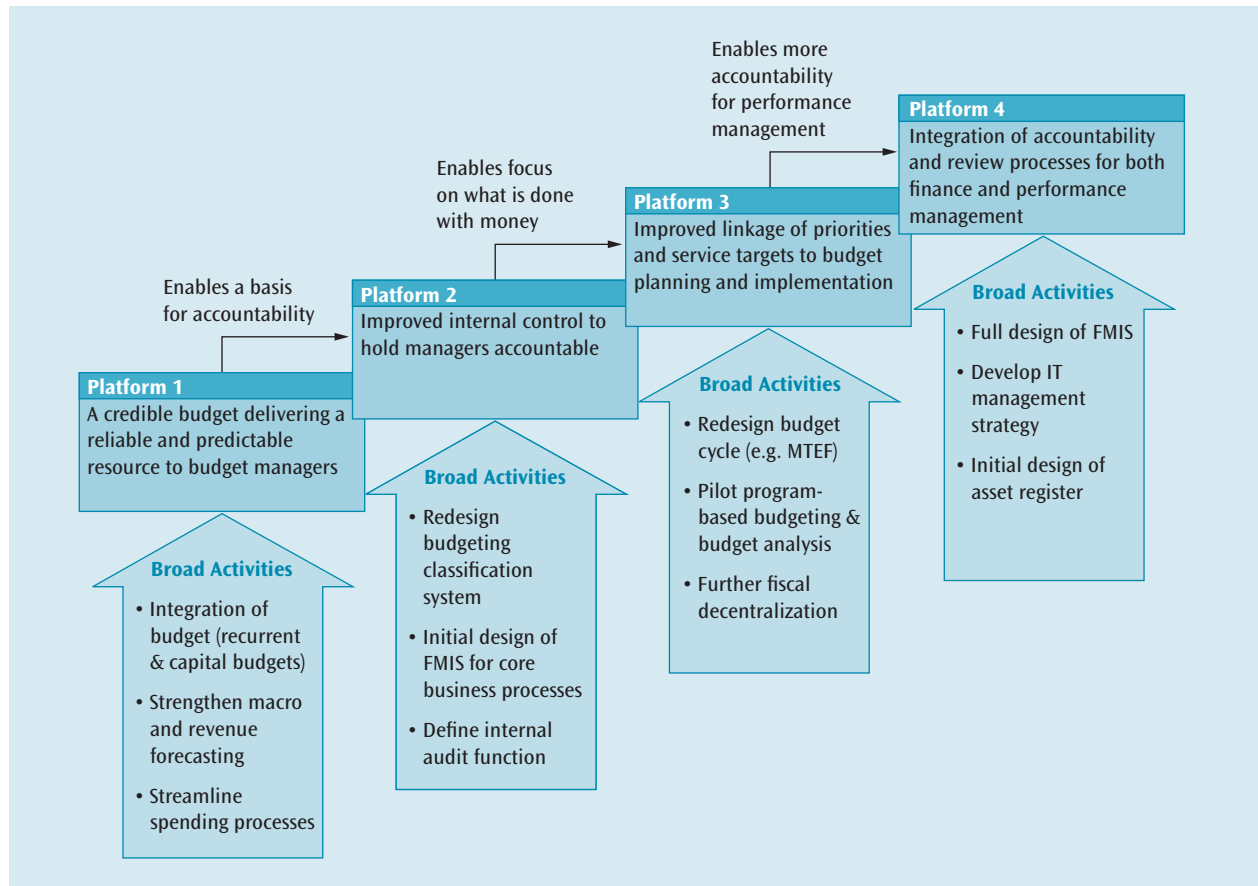 Platform 1
A credible budget delivering a
reliable and predictable
resource to budget managers
Broad Activities
• Integration of
budget (recurrent
& capital budgets)
• Strengthen macro
and revenue
forecasting
• Streamline
spending processes
Enables a basis
for accountability
Platform 2
Improved internal control to
hold managers accountable
Broad Activities
• Redesign
budgeting
classification
system
• Initial design of
FMIS for core
business processes
• Define internal
audit function
Enables focus
on what is done
with money
Platform 3
Improved linkage of priorities
and service targets to budget
planning and implementation
Broad Activities
• Redesign budget
cycle (e.g. MTEF)
• Pilot program-
based budgeting &
budget analysis
• Further fiscal
decentralization
Enables more
accountability
for performance
management
Platform 4
Integration of accountability
and review processes for both
finance and performance
management
Broad Activities
• Full design of FMIS
• Develop IT
management
strategy
• Initial design of
asset register